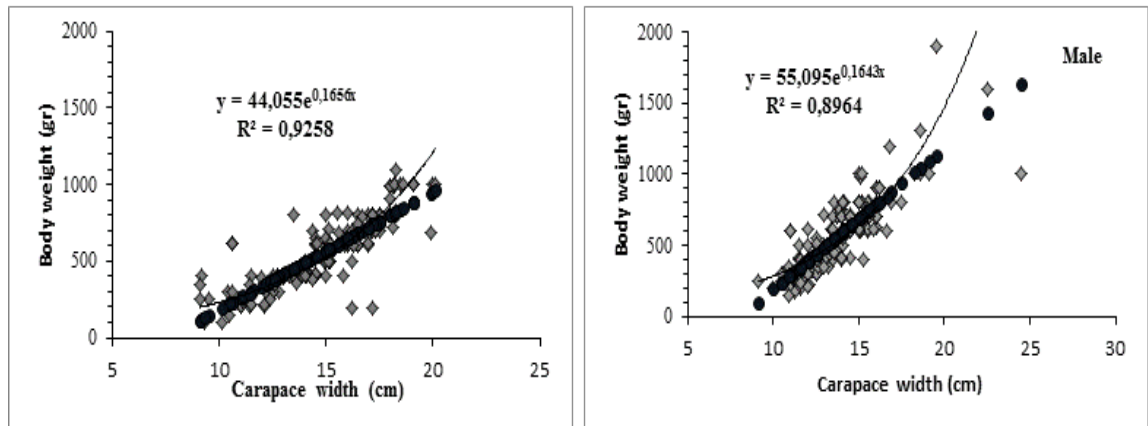 2000
y = 44,055e^0,1656x
R² = 0,9258
1500
1000
500
0
Body weight (gr)
5 10 15 20 25
Carapace width (cm)
2000
Male
y = 55,095e^0,1643x
R² = 0,8964
1500
1000
500
0
Body weight (gr)
5 10 15 20 25 30
Carapace width (cm)